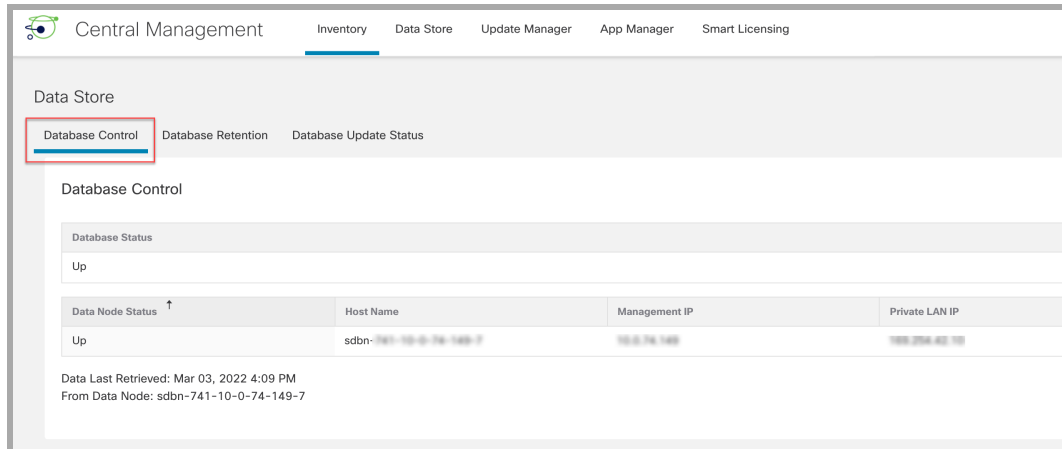 Central Management Inventory Data Store Update Manager App Manager Smart Licensing
Data Store
Database Control Database Retention Database Update Status
Database Control
Database Status
Up
Data Node Status ↑ Host Name Management IP Private LAN IP
Up sdbn-
Data Last Retrieved: Mar 03, 2022 4:09 PM
From Data Node: sdbn-741-10-0-74-149-7